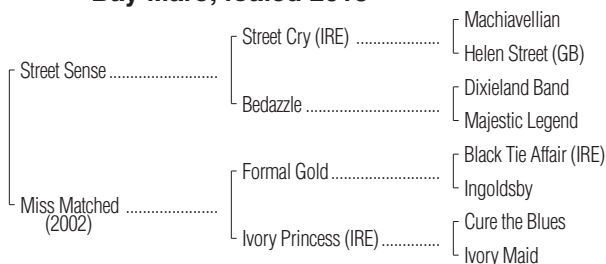 Bay Mare; foaled
Machiavellian
Street Cry (IRE) ......................
Helen Street (GB)
Street Sense ............................
Dixieland Band
Bedazzle ...................................
Majestic Legend
Black Tie Affair (IRE)
Formal Gold ............................
Ingoldsby
Miss Matched ........................
(2002)
Cure the Blues
Ivory Princess (IRE) ..............
Ivory Maid